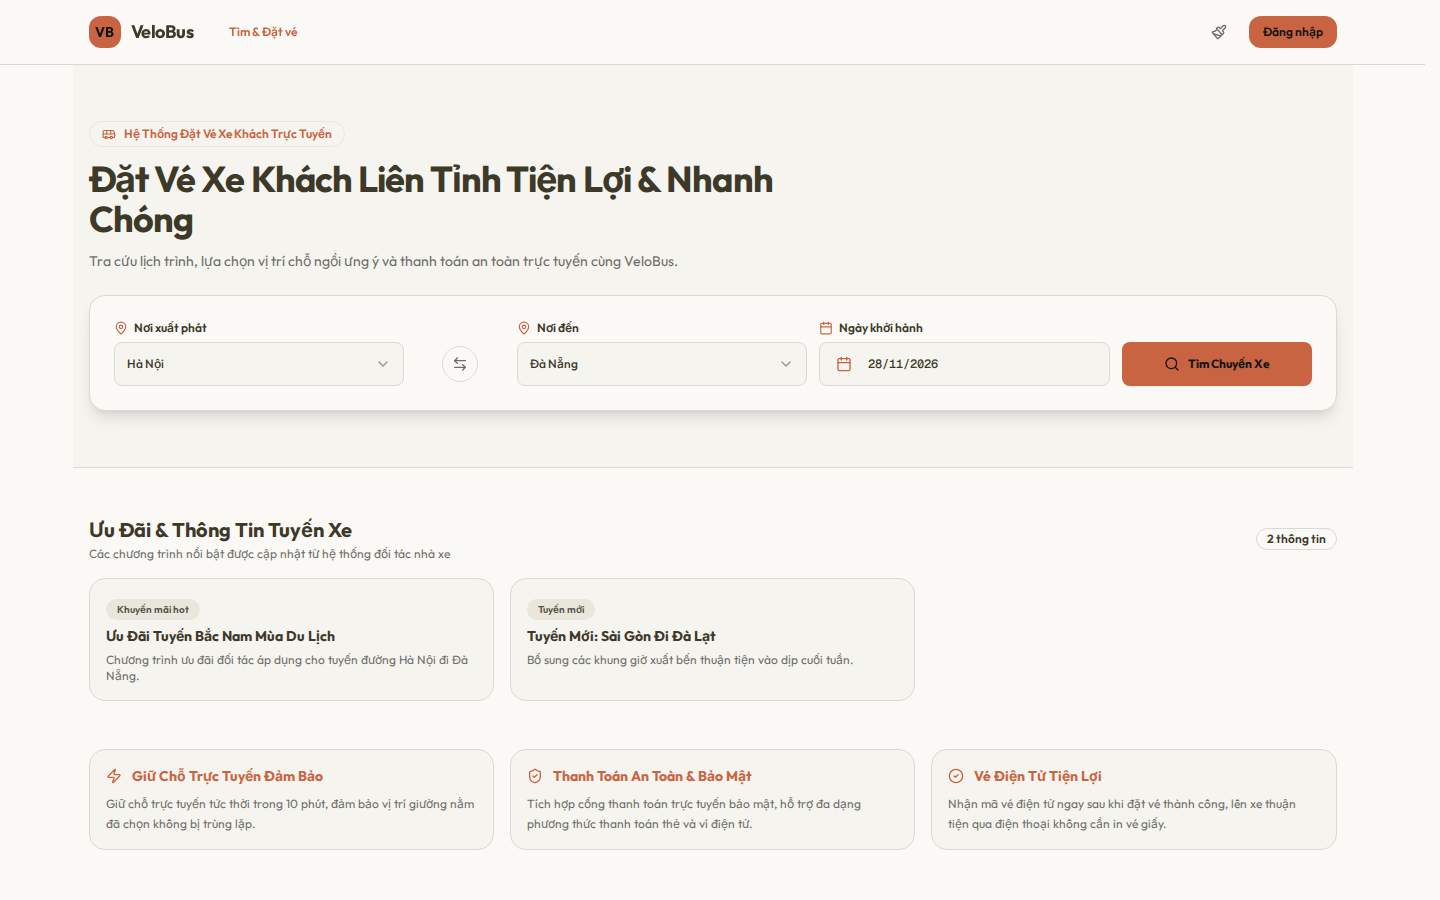 VB VeloBus Tìm & Đặt vé Đăng nhập
Hệ Thống Đặt Vé Xe Khách Trực Tuyến
Đặt Vé Xe Khách Liên Tỉnh Tiện Lợi & Nhanh
Chóng
Tra cứu lịch trình, lựa chọn vị trí chỗ ngồi ưng ý và thanh toán an toàn trực tuyến cùng VeloBus.
Nơi xuất phát
Hà Nội
Nơi đến
Đà Nẵng
Ngày khởi hành
28/11/2026
Tìm Chuyến Xe
Ưu Đãi & Thông Tin Tuyến Xe
Các chương trình nổi bật được cập nhật từ hệ thống đối tác nhà xe
2 thông tin
Khuyến mãi hot
Ưu Đãi Tuyến Bắc Nam Mùa Du Lịch
Chương trình ưu đãi đối tác áp dụng cho tuyến đường Hà Nội đi Đà
Nẵng.
Tuyến mới
Tuyến Mới: Sài Gòn Đi Đà Lạt
Bổ sung các khung giờ xuất bến thuận tiện vào dịp cuối tuần.
Giữ Chỗ Trực Tuyến Đảm Bảo
Giữ chỗ trực tuyến tức thời trong 10 phút, đảm bảo vị trí giường nằm
đã chọn không bị trùng lặp.
Thanh Toán An Toàn & Bảo Mật
Tích hợp cổng thanh toán trực tuyến bảo mật, hỗ trợ đa dạng
phương thức thanh toán thẻ và ví điện tử.
Vé Điện Tử Tiện Lợi
Nhận mã vé điện tử ngay sau khi đặt vé thành công, lên xe thuận
tiện qua điện thoại không cần in vé giấy.